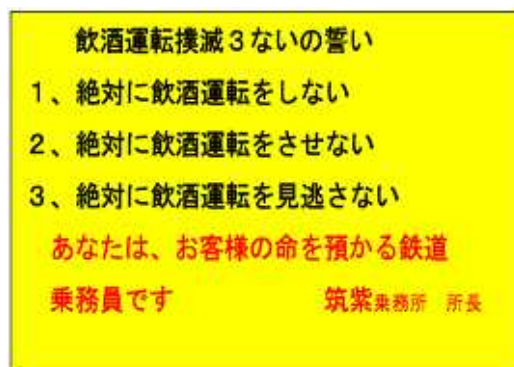 飲酒運転撲滅３ないの誓い
１、絶対に飲酒運転をしない
２、絶対に飲酒運転をさせない
３、絶対に飲酒運転を見逃さない
あなたは、お客様の命を預かる鉄道
乗務員です　筑紫乗務所　所長